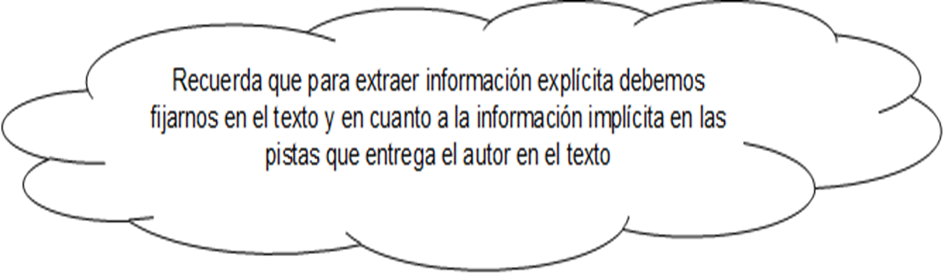 Recuerda que para extraer información explícita debemos
fijarnos en el texto y en cuanto a la información implícita en las
pistas que entrega el autor en el texto